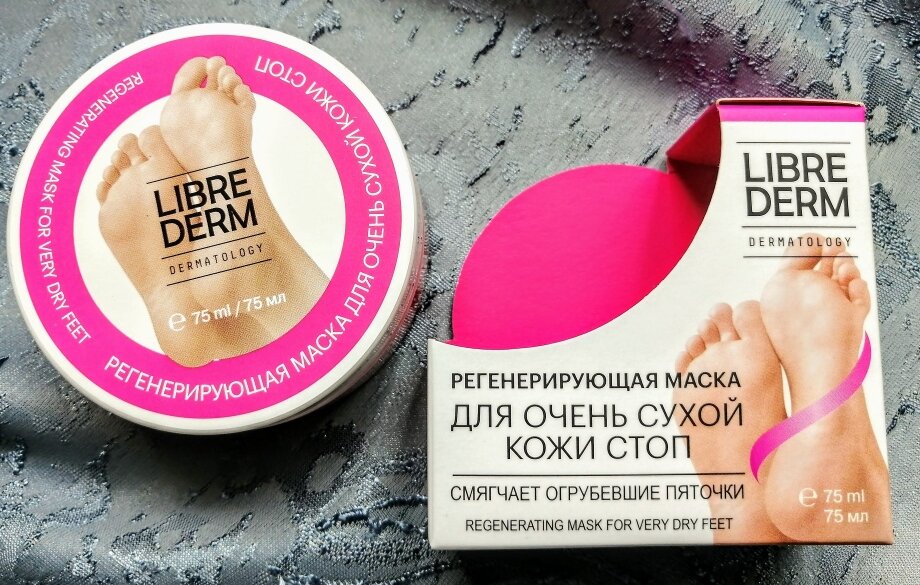 РЕГЕНЕРИРУЮЩАЯ МАСКА ДЛЯ ОЧЕНЬ СУХОЙ КОЖИ СТОП
REGENERATING MASK FOR VERY DRY FEET
LIBRE
DERM
DERMATOLOGY
e 75 ml / 75 мл
LIBRE
DERM
DERMATOLOGY
РЕГЕНЕРИРУЮЩАЯ МАСКА
ДЛЯ ОЧЕНЬ СУХОЙ
КОЖИ СТОП
СМЯГЧАЕТ ОГРУБЕВШИЕ ПЯТОЧКИ
REGENERATING MASK FOR VERY DRY FEET
e 75 ml
75 мл